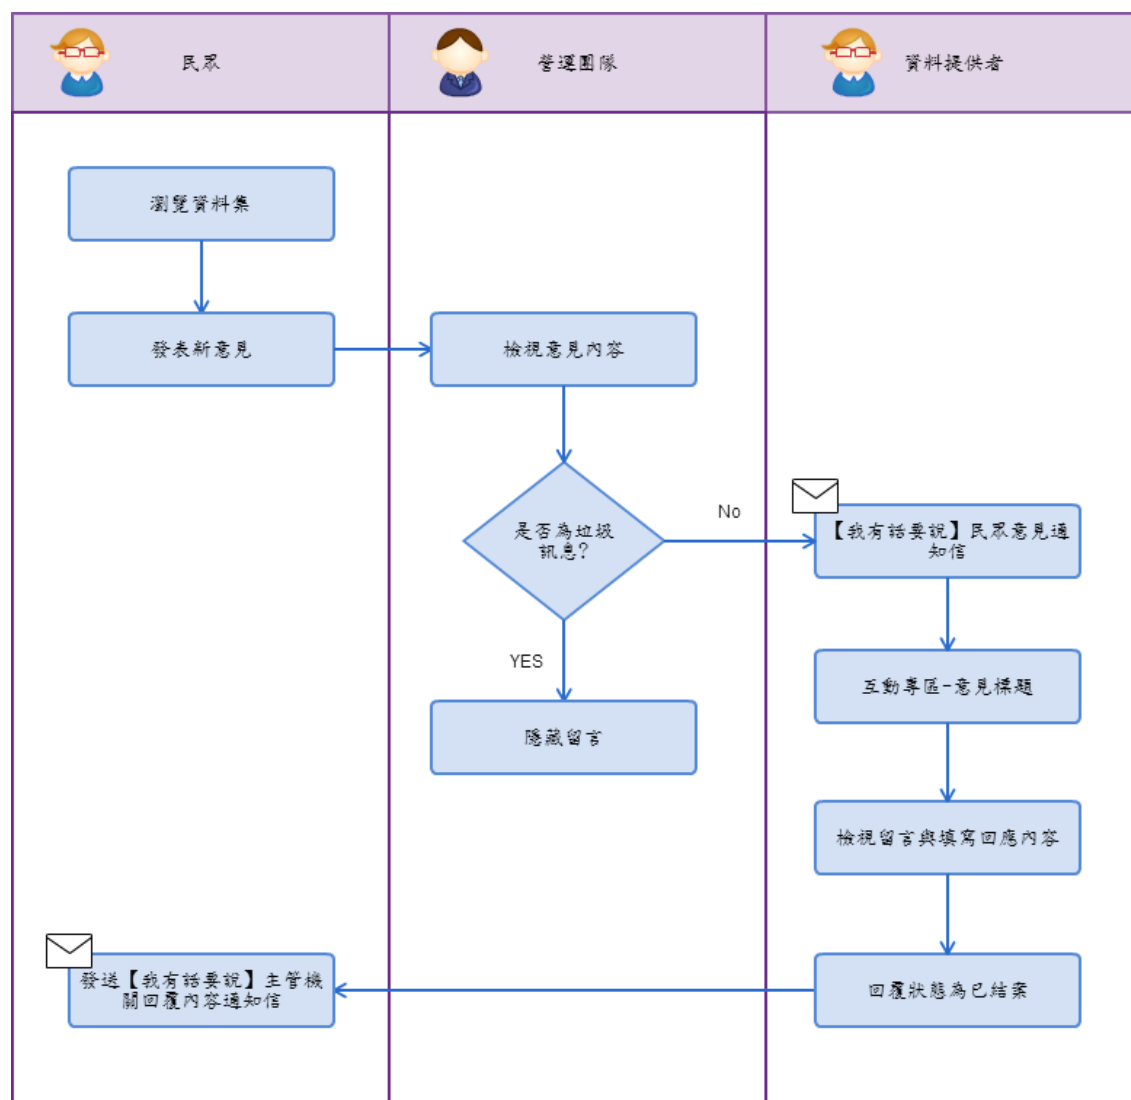 民眾
營運團隊
資料提供者
瀏覽資料集
發表新意見
檢視意見內容
是否為垃圾
訊息?
No
【我有話要說】民眾意見通
知信
YES
互動專區-意見標題
隱藏留言
檢視留言與填寫回應內容
發送【我有話要說】主管機
關回覆內容通知信
回覆狀態為已結案